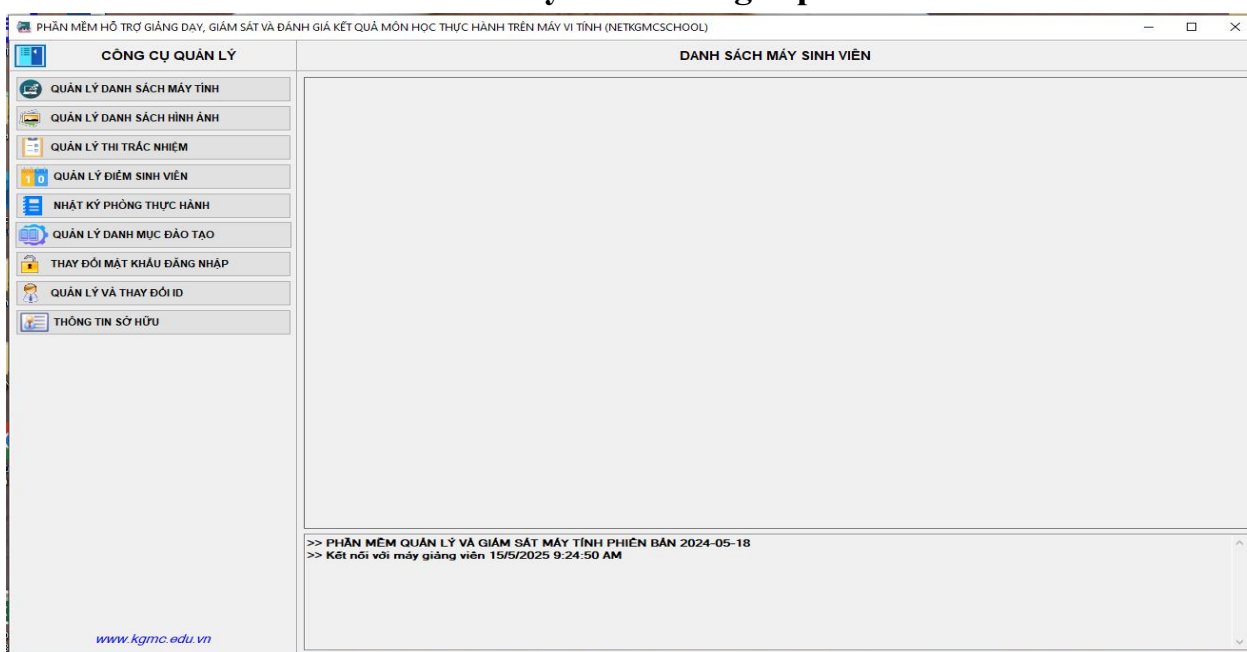 PHẦN MỀM HỖ TRỢ GIẢNG DẠY, GIÁM SÁT VÀ ĐÁNH GIÁ KẾT QUẢ MÔN HỌC THỰC HÀNH TRÊN MÁY VI TÍNH (NETKGMCSCHOOL)
CÔNG CỤ QUẢN LÝ
DANH SÁCH MÁY SINH VIÊN
QUẢN LÝ DANH SÁCH MÁY TÍNH
QUẢN LÝ DANH SÁCH HÌNH ẢNH
QUẢN LÝ THI TRẮC NHIỆM
QUẢN LÝ ĐIỂM SINH VIÊN
NHẬT KÝ PHÒNG THỰC HÀNH
QUẢN LÝ DANH MỤC ĐÀO TẠO
THAY ĐỔI MẬT KHẨU ĐĂNG NHẬP
QUẢN LÝ VÀ THAY ĐỔI ID
THÔNG TIN SỞ HỮU
>> PHẦN MỀM QUẢN LÝ VÀ GIÁM SÁT MÁY TÍNH PHIÊN BẢN 2024-05-18
>> Kết nối với máy giảng viên 15/5/2025 9:24:50 AM
www.kgmc.edu.vn